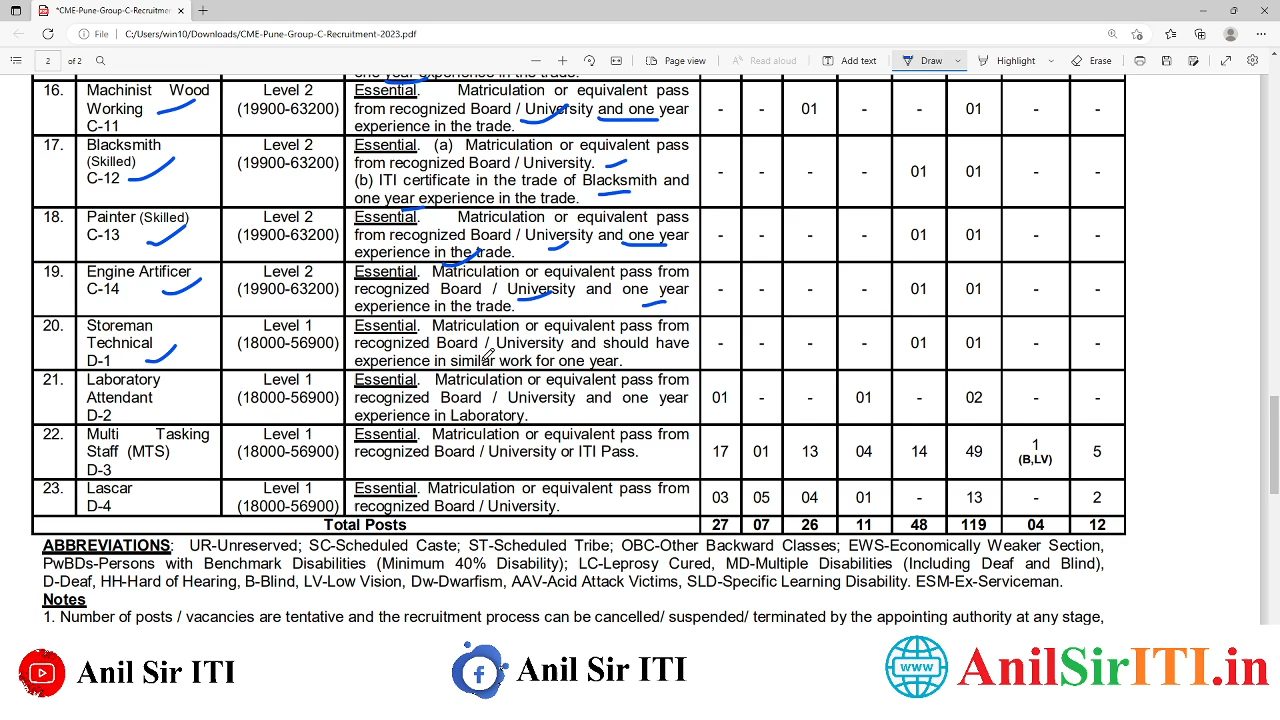 *CME-Pune-Group-C-Recruitmen
File C:/Users/win10/Downloads/CME-Pune-Group-C-Recruitment-2023.pdf
2 of 2 Page view Read aloud Add text Draw Highlight Erase
one year experience in the trade.
16. Machinist Wood Working C-11 Level 2 (19900-63200) Essential. Matriculation or equivalent pass from recognized Board / University and one year experience in the trade. - - 01 - - 01 - -
17. Blacksmith (Skilled) C-12 Level 2 (19900-63200) Essential. (a) Matriculation or equivalent pass from recognized Board / University. (b) ITI certificate in the trade of Blacksmith and one year experience in the trade. - - - - 01 01 - -
18. Painter (Skilled) C-13 Level 2 (19900-63200) Essential. Matriculation or equivalent pass from recognized Board / University and one year experience in the trade. - - - - 01 01 - -
19. Engine Artificer C-14 Level 2 (19900-63200) Essential. Matriculation or equivalent pass from recognized Board / University and one year experience in the trade. - - - - 01 01 - -
20. Storeman Technical D-1 Level 1 (18000-56900) Essential. Matriculation or equivalent pass from recognized Board / University and should have experience in similar work for one year. - - - - 01 01 - -
21. Laboratory Attendant D-2 Level 1 (18000-56900) Essential. Matriculation or equivalent pass from recognized Board / University and one year experience in Laboratory. 01 - - 01 - 02 - -
22. Multi Tasking Staff (MTS) D-3 Level 1 (18000-56900) Essential. Matriculation or equivalent pass from recognized Board / University or ITI Pass. 17 01 13 04 14 49 1 (B,LV) 5
23. Lascar D-4 Level 1 (18000-56900) Essential. Matriculation or equivalent pass from recognized Board / University. 03 05 04 01 - 13 - 2
Total Posts 27 07 26 11 48 119 04 12
ABBREVIATIONS: UR-Unreserved; SC-Scheduled Caste; ST-Scheduled Tribe; OBC-Other Backward Classes; EWS-Economically Weaker Section,
PwBDs-Persons with Benchmark Disabilities (Minimum 40% Disability); LC-Leprosy Cured, MD-Multiple Disabilities (Including Deaf and Blind),
D-Deaf, HH-Hard of Hearing, B-Blind, LV-Low Vision, Dw-Dwarfism, AAV-Acid Attack Victims, SLD-Specific Learning Disability. ESM-Ex-Serviceman.
Notes
1. Number of posts / vacancies are tentative and the recruitment process can be cancelled/ suspended/ terminated by the appointing authority at any stage,
Anil Sir ITI
Anil Sir ITI
www
AnilSirITI.in